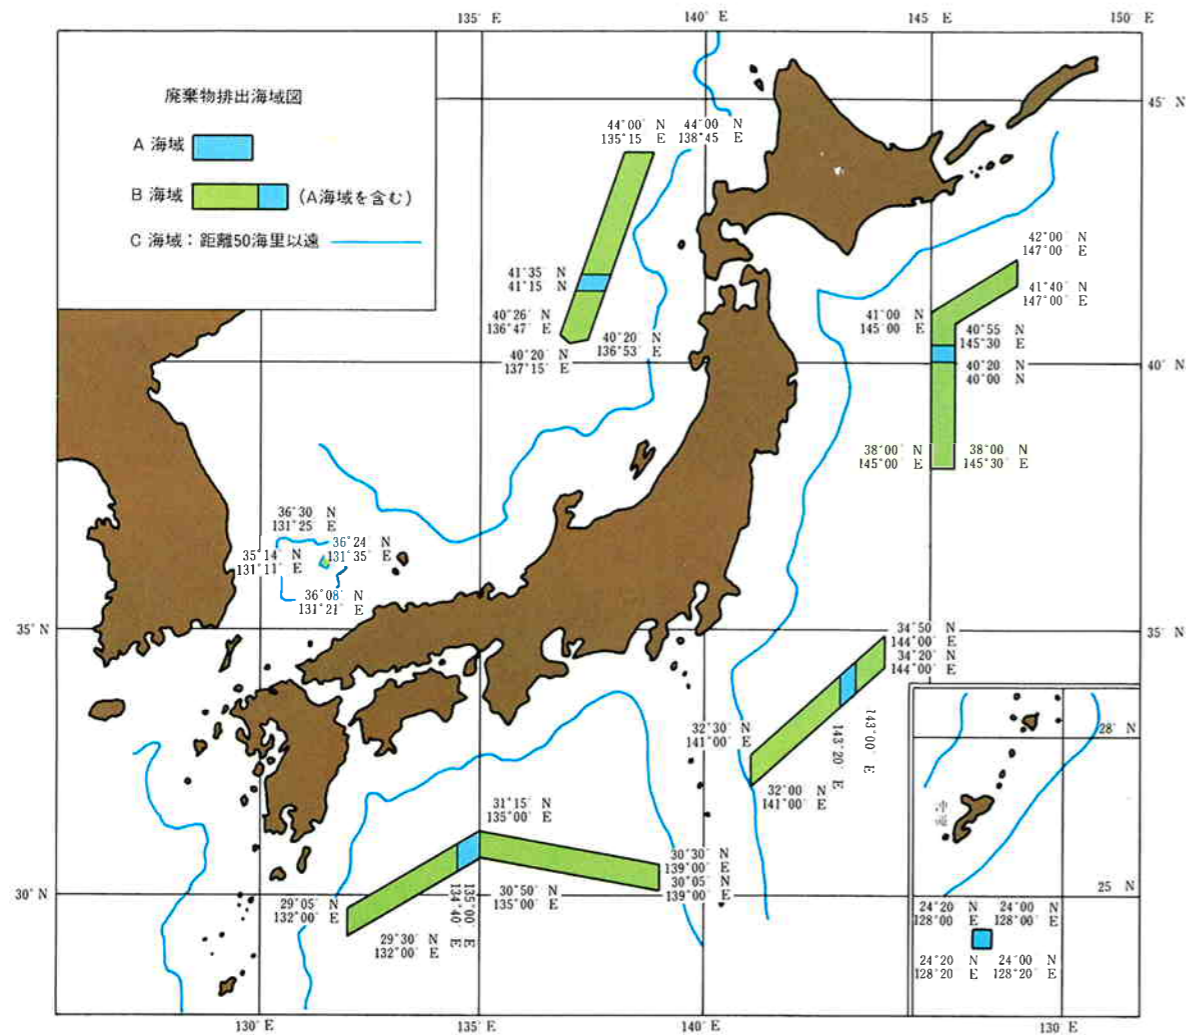 135° E
140° E
145° E
150° E
廃棄物排出海域図
A 海域
B 海域
(A海域を含む)
C 海域：距離50海里以遠
45° N
44°00′ N
135°15′ E
44°00′ N
138°45′ E
41°35′ N
41°15′ N
40°26′ N
136°47′ E
40°20′ N
136°53′ E
40°20′ N
137°15′ E
42°00′ N
147°00′ E
41°40′ N
147°00′ E
41°00′ N
145°00′ E
40°55′ N
145°30′ E
40°20′ N
40°00′ N
40° N
38°00′ N
145°00′ E
38°00′ N
145°30′ E
36°30′ N
131°25′ E
36°24′ N
131°35′ E
35°14′ N
131°11′ E
36°08′ N
131°21′ E
35° N
35° N
34°50′ N
144°00′ E
34°20′ N
144°00′ E
32°30′ N
141°00′ E
143°20′ E
143°00′ E
32°00′ N
141°00′ E
31°15′ N
135°00′ E
30°30′ N
139°00′ E
30°05′ N
139°00′ E
30°50′ N
135°00′ E
135°00′ E
134°40′ E
30° N
29°05′ N
132°00′ E
29°30′ N
132°00′ E
28° N
沖縄
25 N
24°20′ N
128°00′ E
24°00′ N
128°00′ E
24°20′ N
128°20′ E
24°00′ N
128°20′ E
130° E
135° E
140° E
130° E